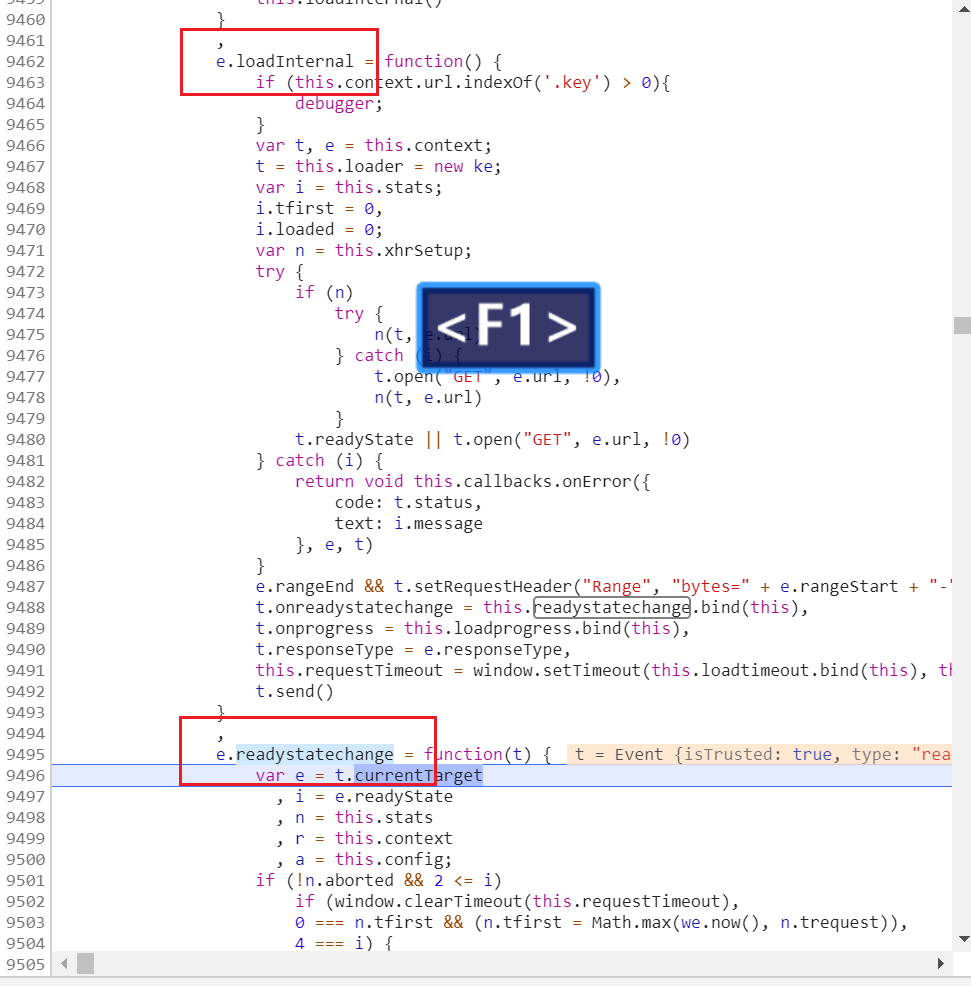 9460 }
9461 ,
9462 e.loadInternal = function() {
9463 if (this.context.url.indexOf('.key') > 0){
9464 debugger;
9465 }
9466 var t, e = this.context;
9467 t = this.loader = new ke;
9468 var i = this.stats;
9469 i.tfirst = 0,
9470 i.loaded = 0;
9471 var n = this.xhrSetup;
9472 try {
9473 if (n)
9474 try {
9475 n(t, e.url)
9476 } catch (i) {
9477 t.open("GET", e.url, !0),
9478 n(t, e.url)
9479 }
9480 t.readyState || t.open("GET", e.url, !0)
9481 } catch (i) {
9482 return void this.callbacks.onError({
9483 code: t.status,
9484 text: i.message
9485 }, e, t)
9486 }
9487 e.rangeEnd && t.setRequestHeader("Range", "bytes=" + e.rangeStart + "-
9488 t.onreadystatechange = this.readystatechange.bind(this),
9489 t.onprogress = this.loadprogress.bind(this),
9490 t.responseType = e.responseType,
9491 this.requestTimeout = window.setTimeout(this.loadtimeout.bind(this), th
9492 t.send()
9493 }
9494 ,
9495 e.readystatechange = function(t) { t = Event {isTrusted: true, type: "rea
9496 var e = t.currentTarget
9497 , i = e.readyState
9498 , n = this.stats
9499 , r = this.context
9500 , a = this.config;
9501 if (!n.aborted && 2 <= i)
9502 if (window.clearTimeout(this.requestTimeout),
9503 0 === n.tfirst && (n.tfirst = Math.max(we.now(), n.trequest)),
9504 4 === i) {
9505
<F1>